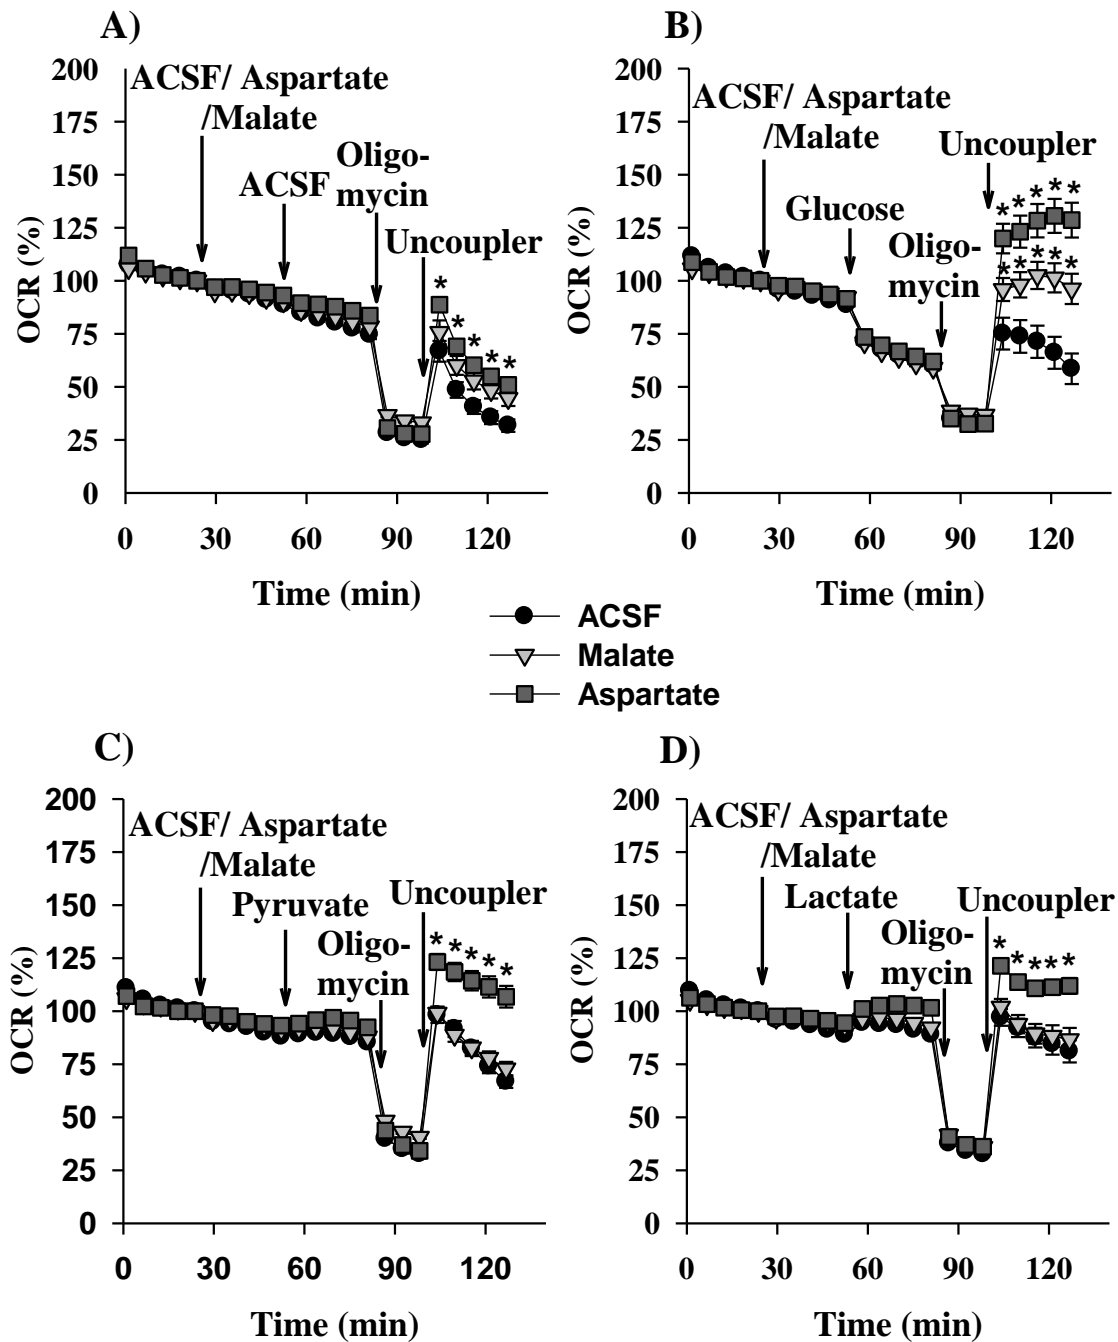 A)
200
175
150
125
100
75
50
25
0
OCR (%)
ACSF/ Aspartate
/Malate
ACSF
Oligo-
mycin
Uncoupler
* * * * *
0 30 60 90 120
Time (min)
B)
200
175
150
125
100
75
50
25
0
OCR (%)
ACSF/ Aspartate
/Malate
Glucose
Oligo-
mycin
Uncoupler
* * * * *
* * * * *
0 30 60 90 120
Time (min)
ACSF
Malate
Aspartate
C)
200
175
150
125
100
75
50
25
0
OCR (%)
ACSF/ Aspartate
/Malate
Pyruvate
Oligo-
mycin
Uncoupler
* * * * *
0 30 60 90 120
Time (min)
D)
200
175
150
125
100
75
50
25
0
OCR (%)
ACSF/ Aspartate
/Malate
Lactate
Oligo-
mycin
Uncoupler
* * * * *
0 30 60 90 120
Time (min)